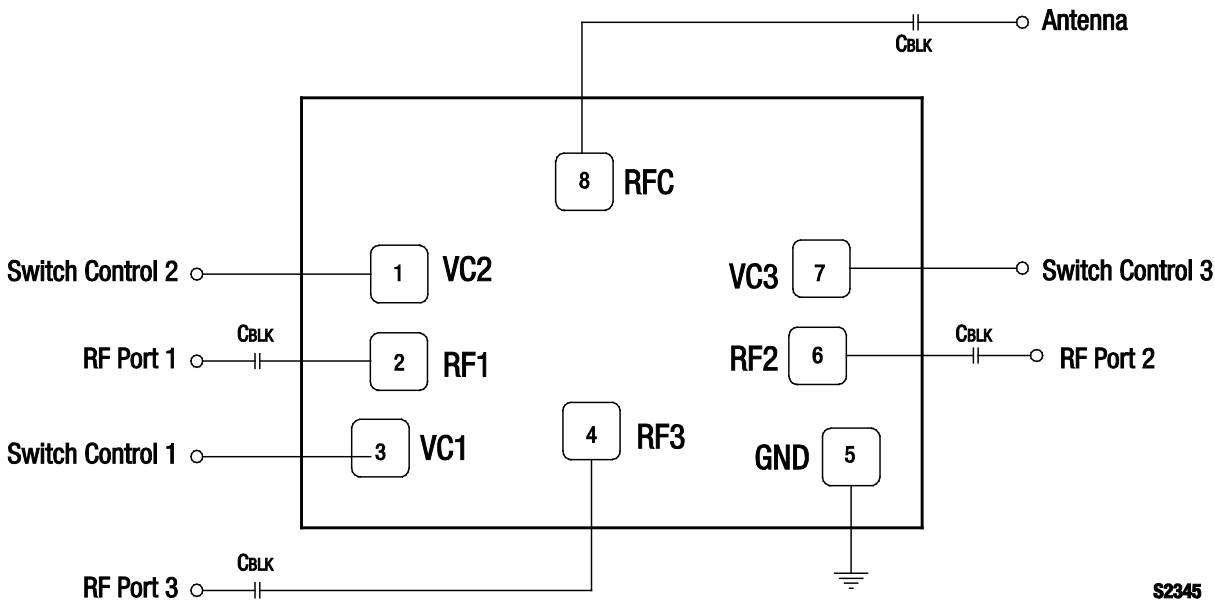 Antenna
CBLK
8 RFC
Switch Control 2
1 VC2
VC3 7
Switch Control 3
CBLK
RF Port 1
2 RF1
RF2 6
CBLK
RF Port 2
Switch Control 1
3 VC1
4 RF3
GND 5
CBLK
RF Port 3
S2345